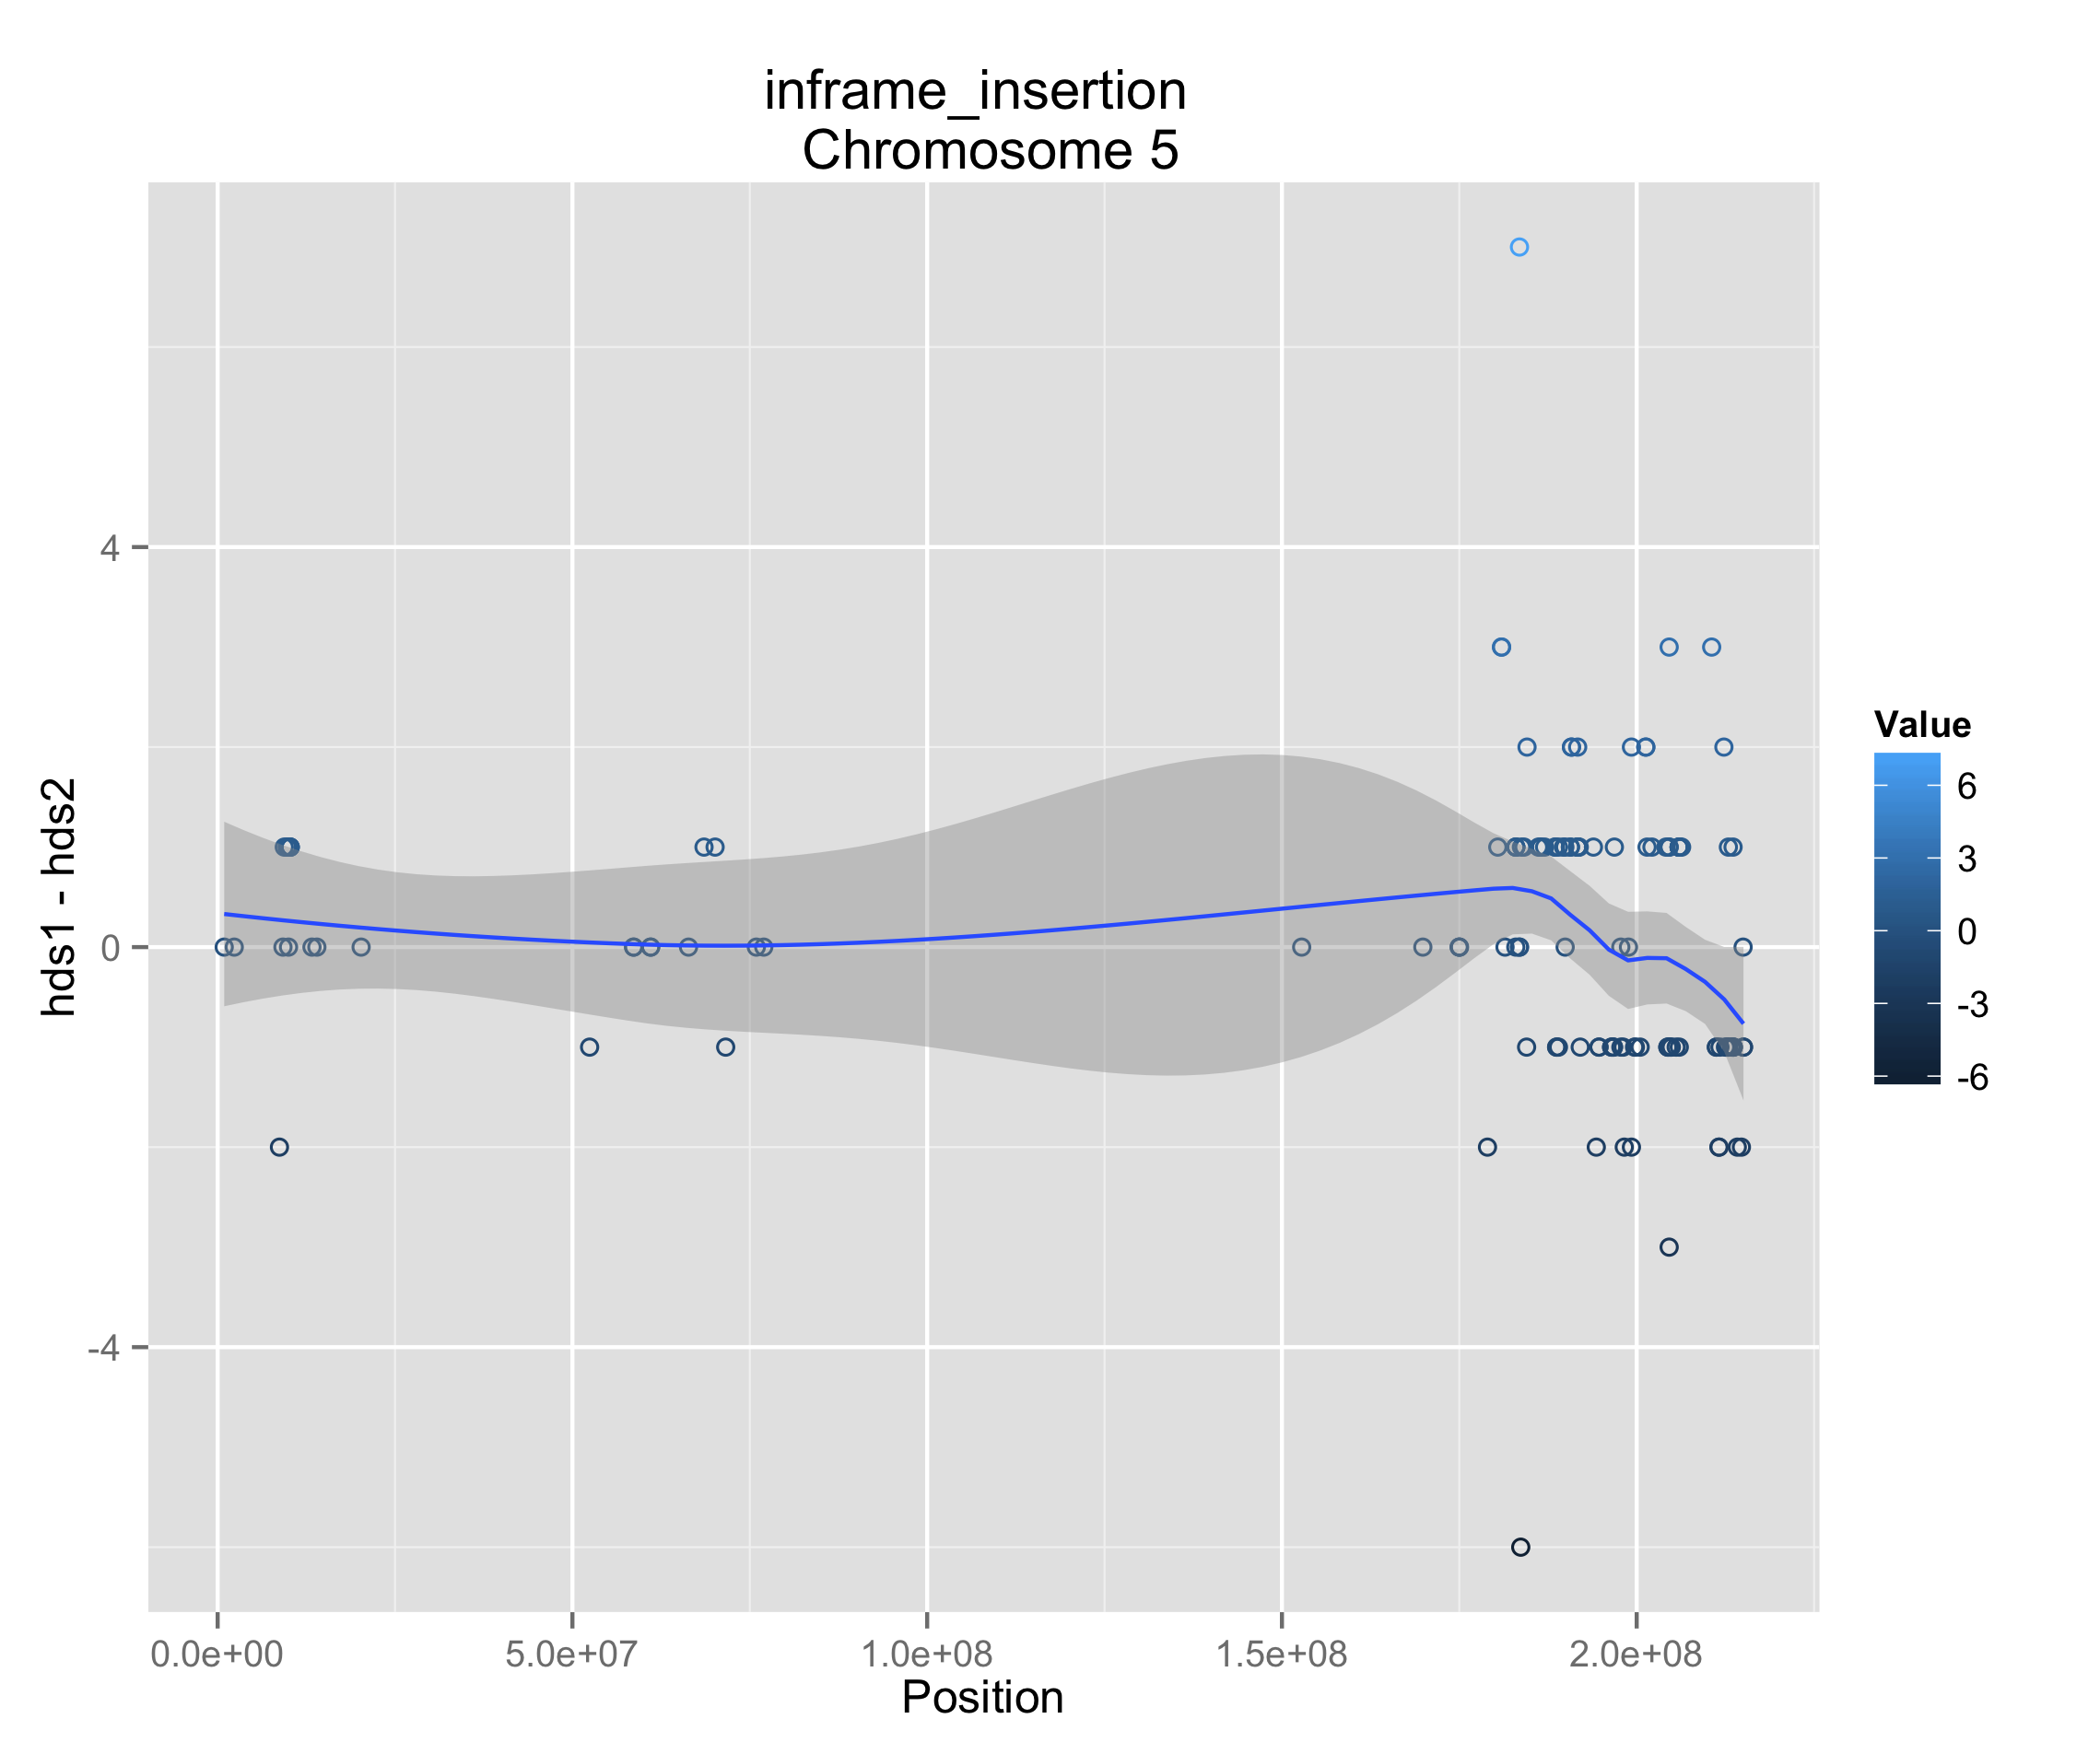 inframe_insertion
Chromosome 5
hds1 - hds2
4
0
-4
0.0e+00
5.0e+07
1.0e+08
1.5e+08
2.0e+08
Position
Value
6
3
0
-3
-6